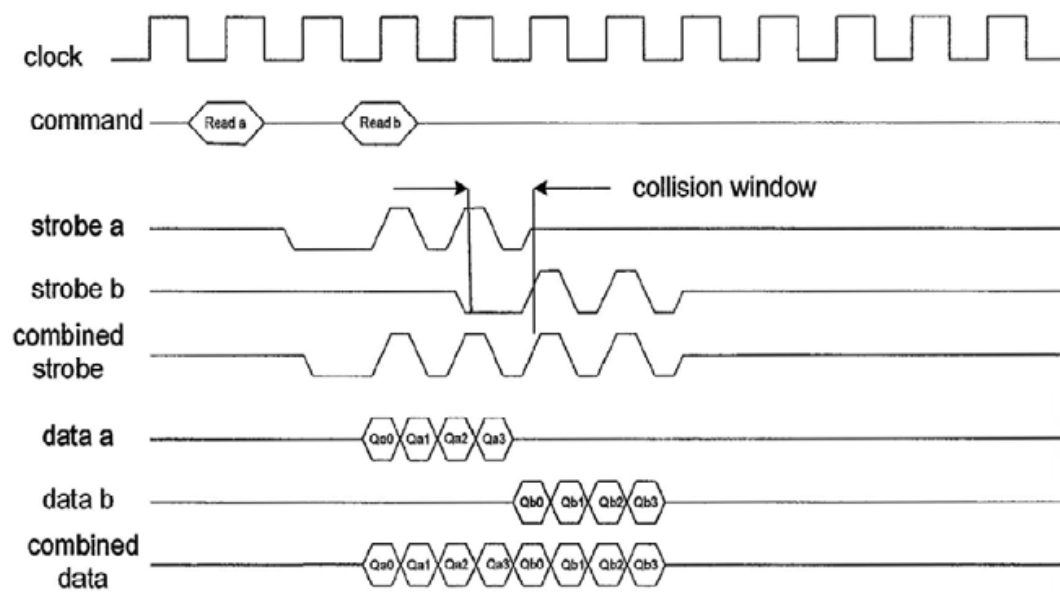 clock
command
Read a
Read b
collision window
strobe a
strobe b
combined
strobe
data a
Qa0 Qa1 Qa2 Qa3
data b
Qb0 Qb1 Qb2 Qb3
combined
data
Qa0 Qa1 Qa2 Qa3 Qb0 Qb1 Qb2 Qb3